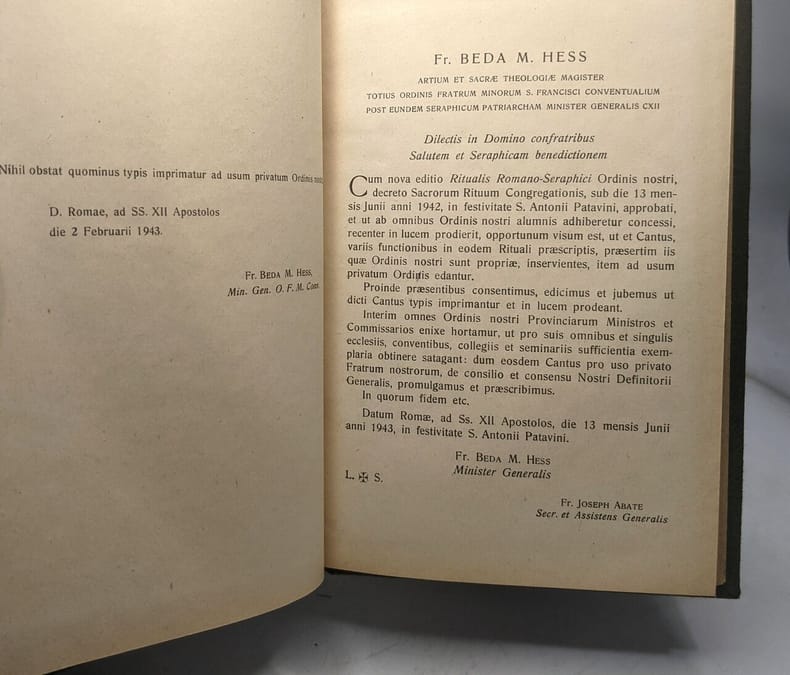 Nihil obstat quominus typis imprimatur ad usum privatum Ordinis
D. Romae, ad SS. XII Apostolos
die 2 Februarii 1943.
Fr. BEDA M. HESS,
Min. Gen. O. F. M. Conv.
Fr. BEDA M. HESS
ARTIUM ET SACRÆ THEOLOGIÆ MAGISTER
TOTIUS ORDINIS FRATRUM MINORUM S. FRANCISCI CONVENTUALIUM
POST EUNDEM SERAPHICUM PATRIARCHAM MINISTER GENERALIS CXII
Dilectis in Domino confratribus
Salutem et Seraphicam benedictionem
Cum nova editio Ritualis Romano-Seraphici Ordinis nostri,
decreto Sacrorum Rituum Congregationis, sub die 13 men-
sis Junii anni 1942, in festivitate S. Antonii Patavini, approbati,
et ut ab omnibus Ordinis nostri alumnis adhiberetur concessi,
recenter in lucem prodierit, opportunum visum est, ut et Cantus,
variis functionibus in eodem Rituali præscriptis, præsertim iis
quæ Ordinis nostri sunt propriæ, inservientes, item ad usum
privatum Ordinis edantur.
Proinde præsentibus consentimus, edicimus et jubemus ut
dicti Cantus typis imprimantur et in lucem prodeant.
Interim omnes Ordinis nostri Provinciarum Ministros et
Commissarios enixe hortamur, ut pro suis omnibus et singulis
ecclesiis, conventibus, collegiis et seminariis sufficientia exem-
plaria obtinere satagant: dum eosdem Cantus pro uso privato
Fratrum nostrorum, de consilio et consensu Nostri Definitorii
Generalis, promulgamus et præscribimus.
In quorum fidem etc.
Datum Romæ, ad Ss. XII Apostolos, die 13 mensis Junii
anni 1943, in festivitate S. Antonii Patavini.
Fr. BEDA M. HESS
Minister Generalis
L. ✠ S.
Fr. JOSEPH ABATE
Secr. et Assistens Generalis